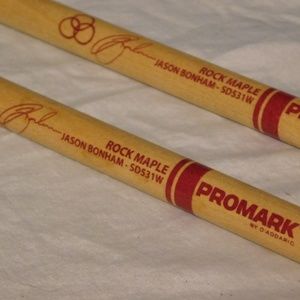 ROCK MAPLE
JASON BONHAM - SD531W
ROCK MAPLE
JASON BONHAM - SD531W
PROMARK
BY D'ADDARIO